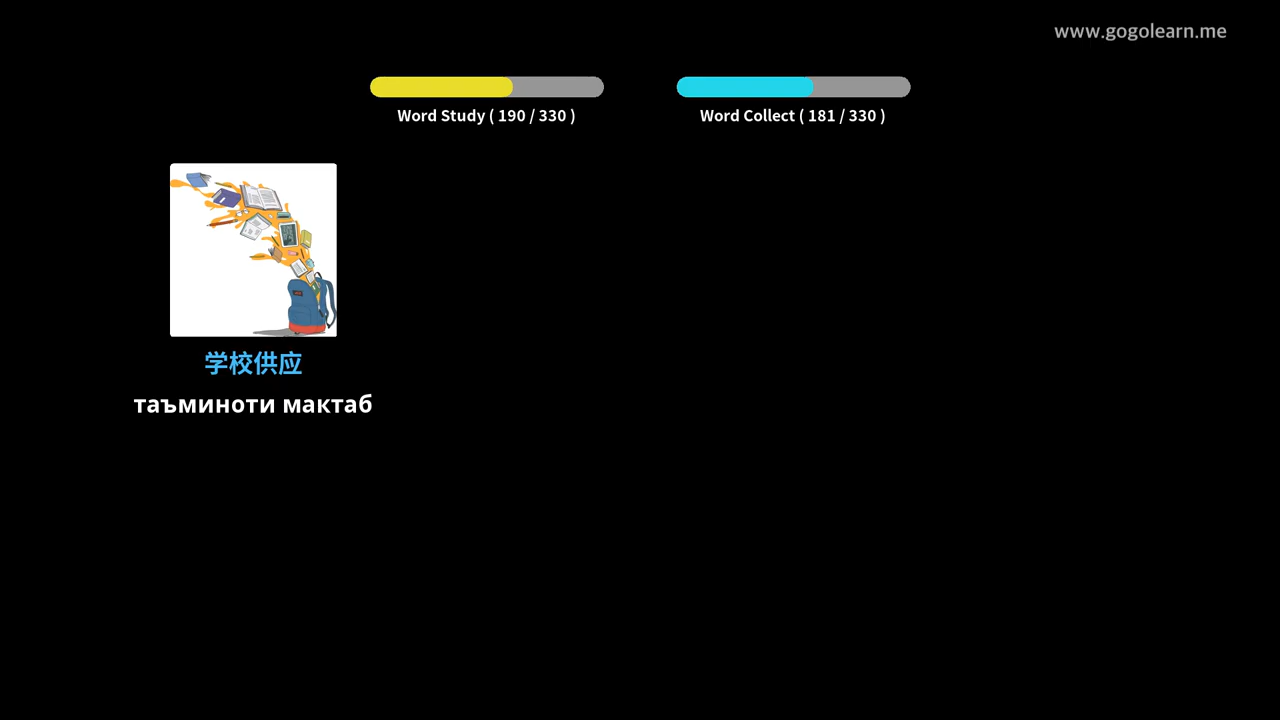 www.gogolearn.me
Word Study ( 190 / 330 )
Word Collect ( 181 / 330 )
学校供应
таъминоти мактаб